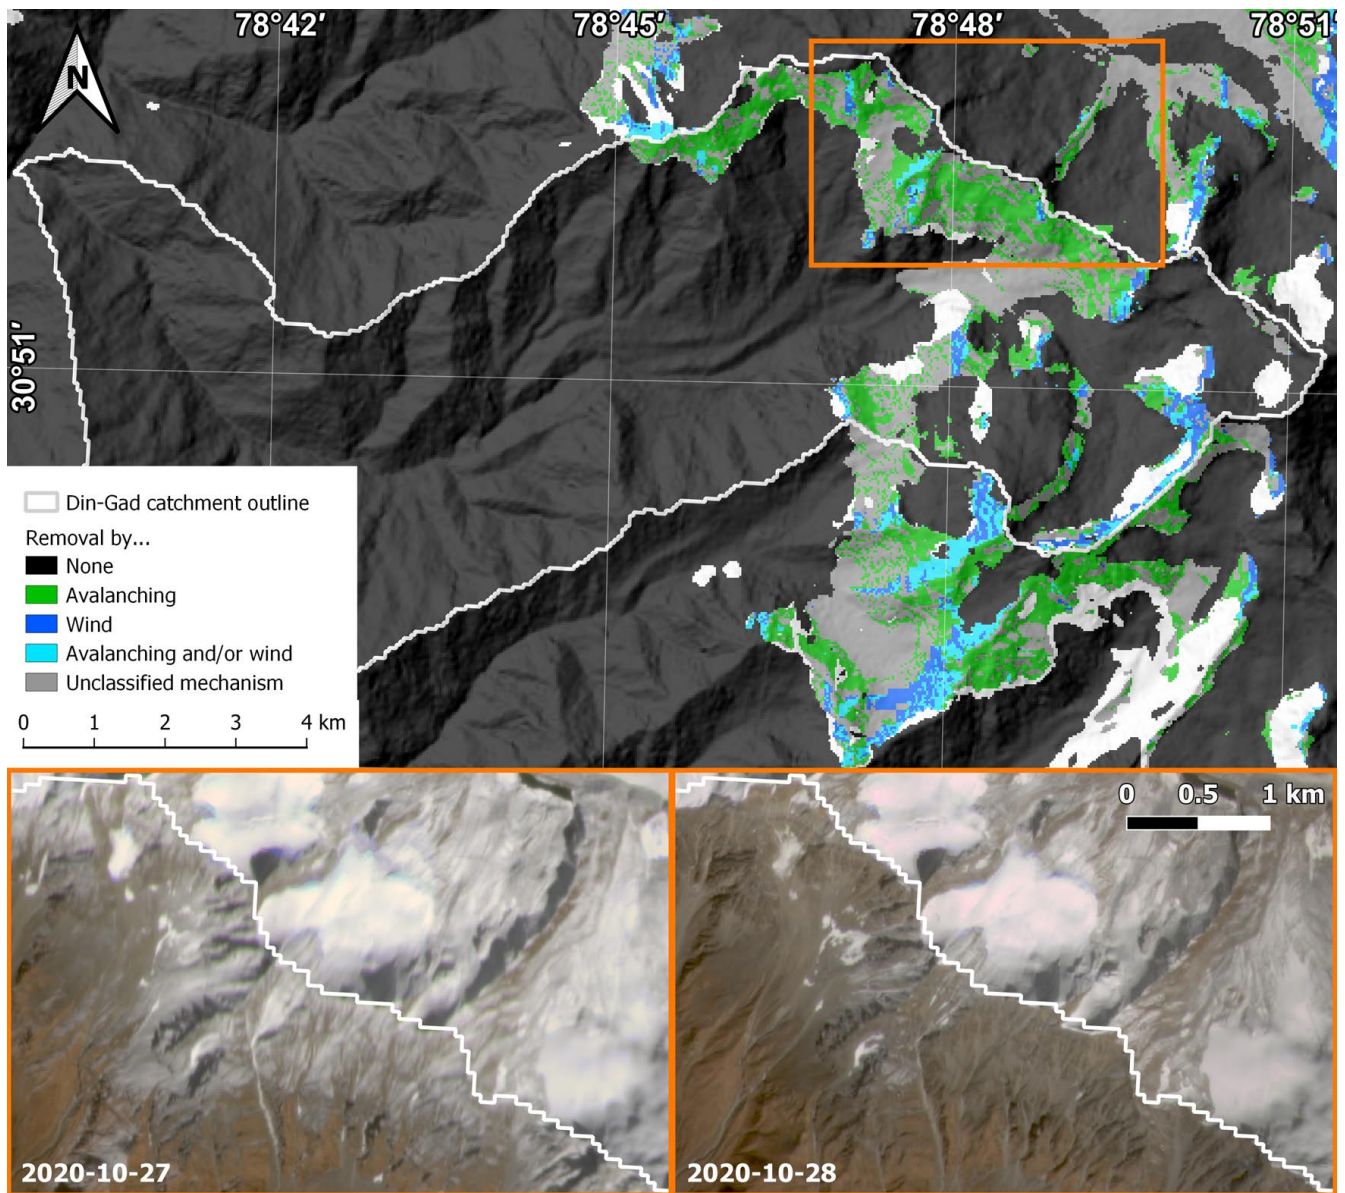 78°42′ 78°45′ 78°48′ 78°51′
N
30°51′
Din-Gad catchment outline
Removal by...
None
Avalanching
Wind
Avalanching and/or wind
Unclassified mechanism
0 1 2 3 4 km
0 0.5 1 km
2020-10-27 2020-10-28